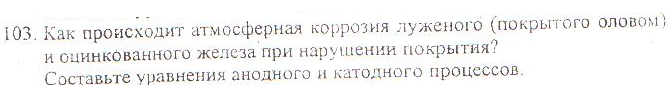 103. Как происходит атмосферная коррозия луженого (покрытого оловом)
и оцинкованного железа при нарушении покрытия?
Составьте уравнения анодного и катодного процессов.